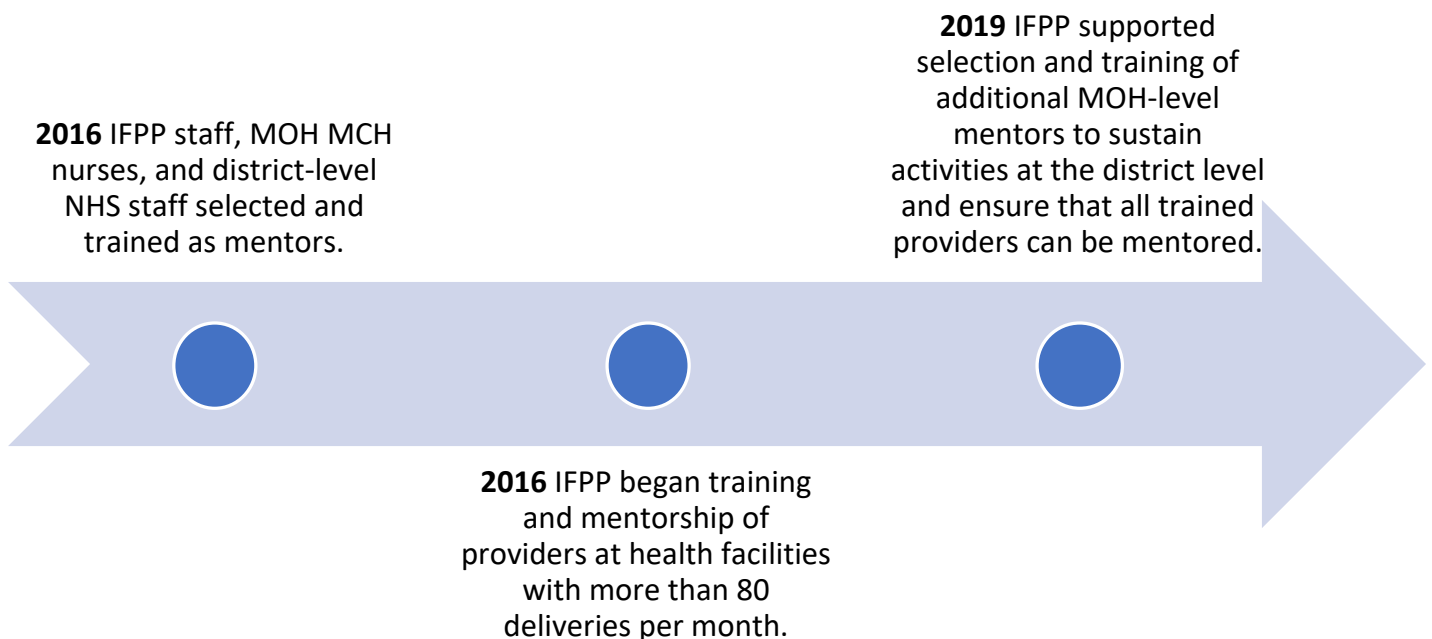 2016 IFPP staff, MOH MCH
nurses, and district-level
NHS staff selected and
trained as mentors.
2016 IFPP began training
and mentorship of
providers at health facilities
with more than 80
deliveries per month.
2019 IFPP supported
selection and training of
additional MOH-level
mentors to sustain
activities at the district level
and ensure that all trained
providers can be mentored.